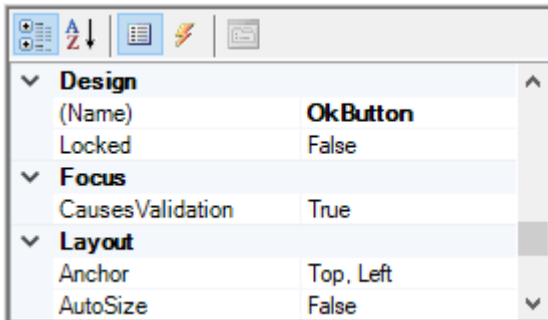 A
Z
Design
(Name) OkButton
Locked False
Focus
CausesValidation True
Layout
Anchor Top, Left
AutoSize False